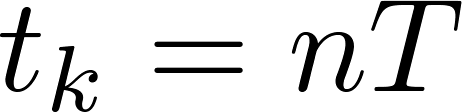 t_k = nT